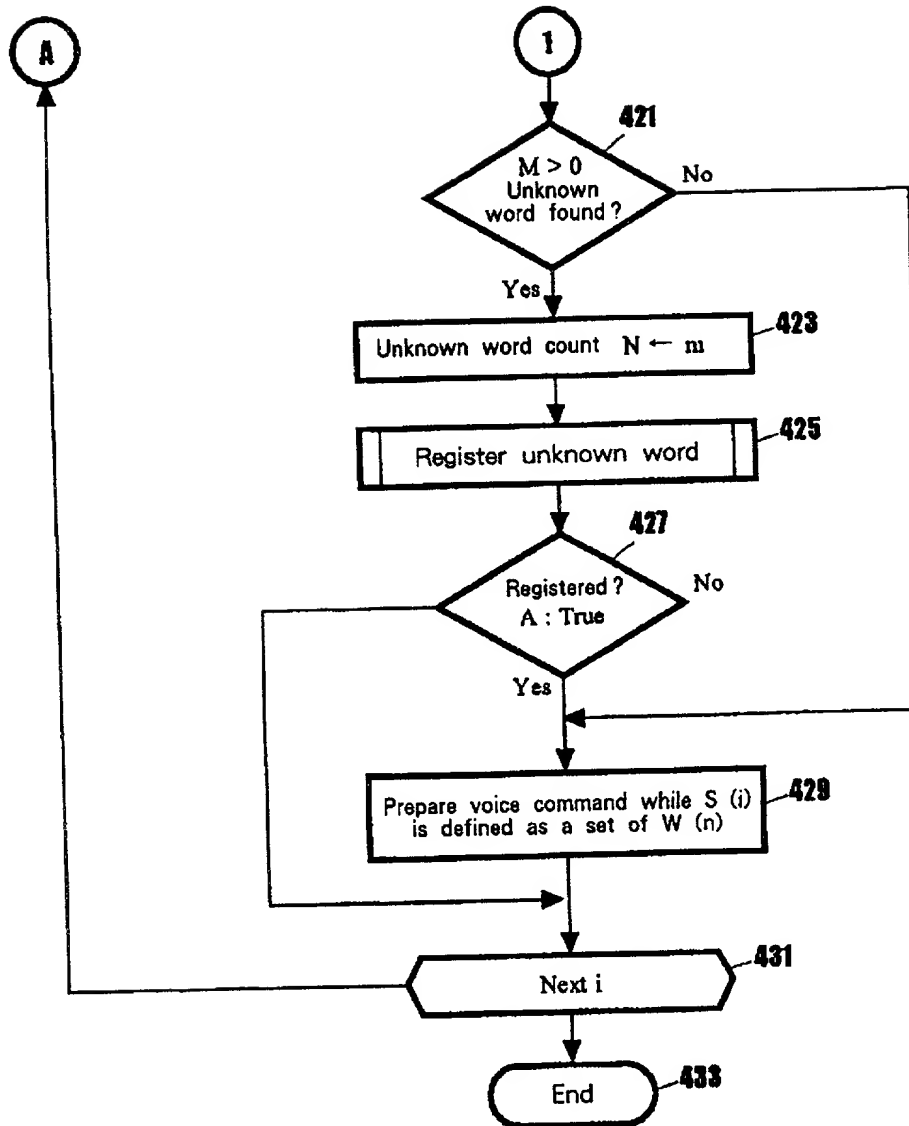 A
1
421
M > 0
Unknown
word found ?
No
Yes
423
Unknown word count N ← m
425
Register unknown word
427
Registered ?
A : True
No
Yes
429
Prepare voice command while S (i)
is defined as a set of W (n)
431
Next i
433
End